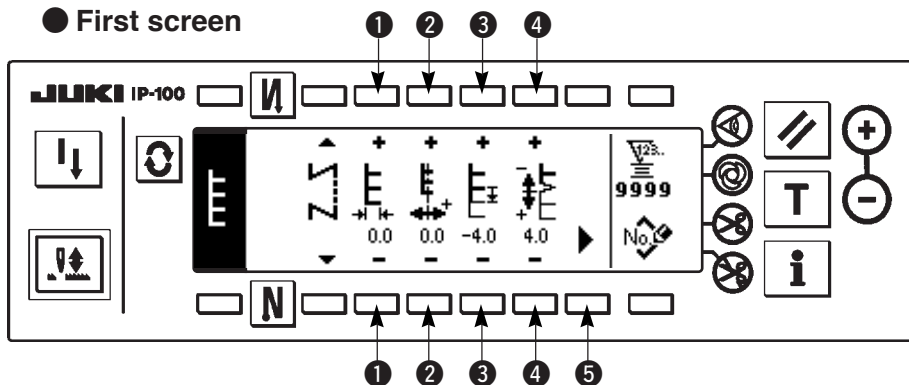 ● First screen
❶ ❷ ❸ ❹
JUKI IP-100
+ + + +
123..
9999
- +
+
0.0 0.0 -4.0 4.0
No.
- - - -
T
i
+
-
❶ ❷ ❸ ❹ ❺